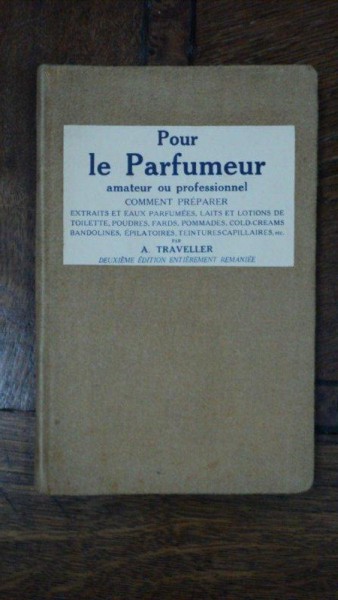 Pour
le Parfumeur
amateur ou professionnel
COMMENT PRÉPARER
EXTRAITS ET EAUX PARFUMÉES, LAITS ET LOTIONS DE
TOILETTE, POUDRES, FARDS, POMMADES, COLD-CREAMS
BANDOLINES, ÉPILATOIRES, TEINTURES CAPILLAIRES, etc.
PAR
A. TRAVELLER
DEUXIÈME ÉDITION ENTIÈREMENT REMANIÉE